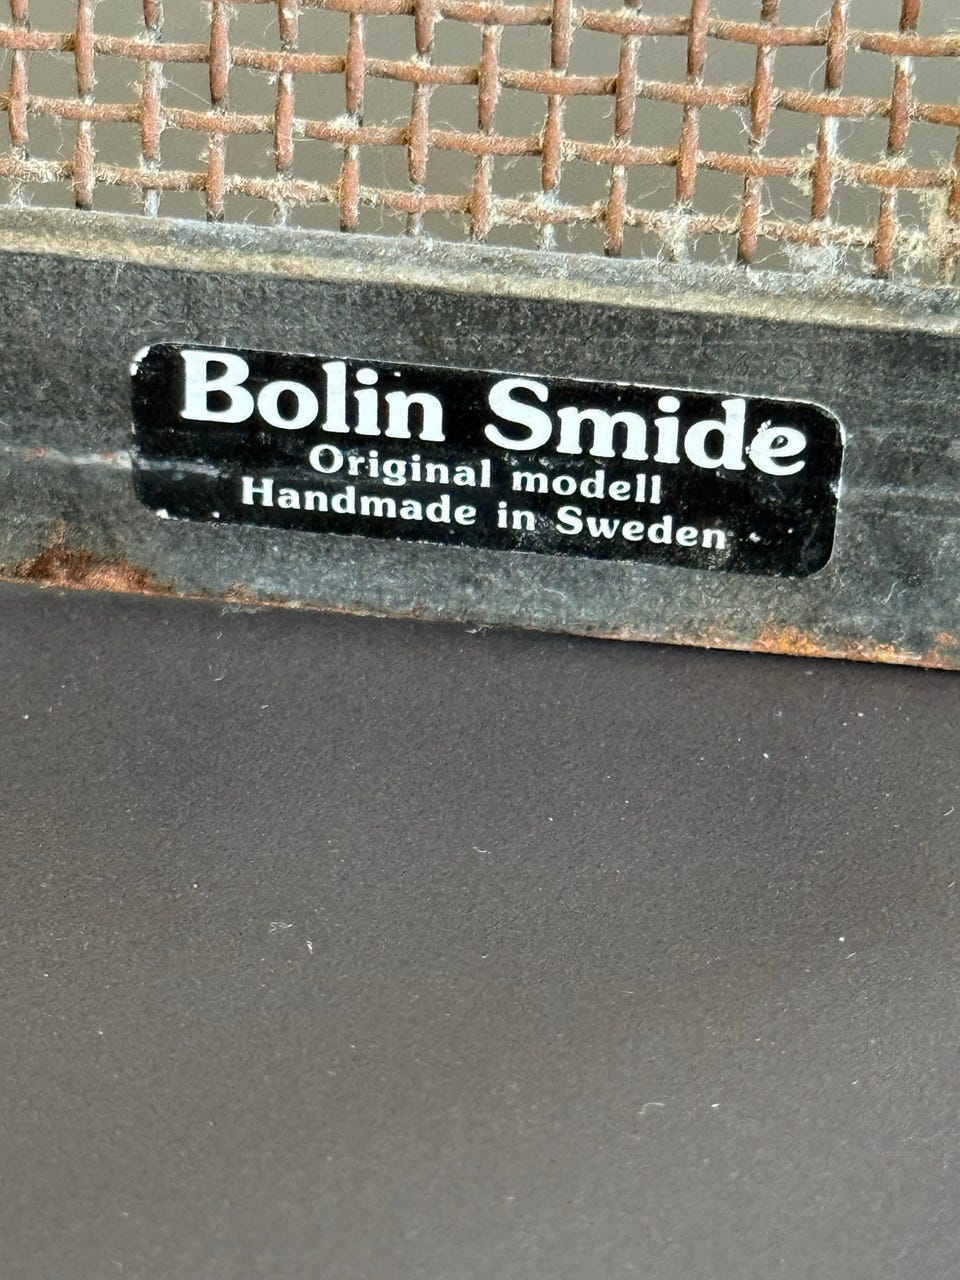 Bolin Smide
Original modell
Handmade in Sweden